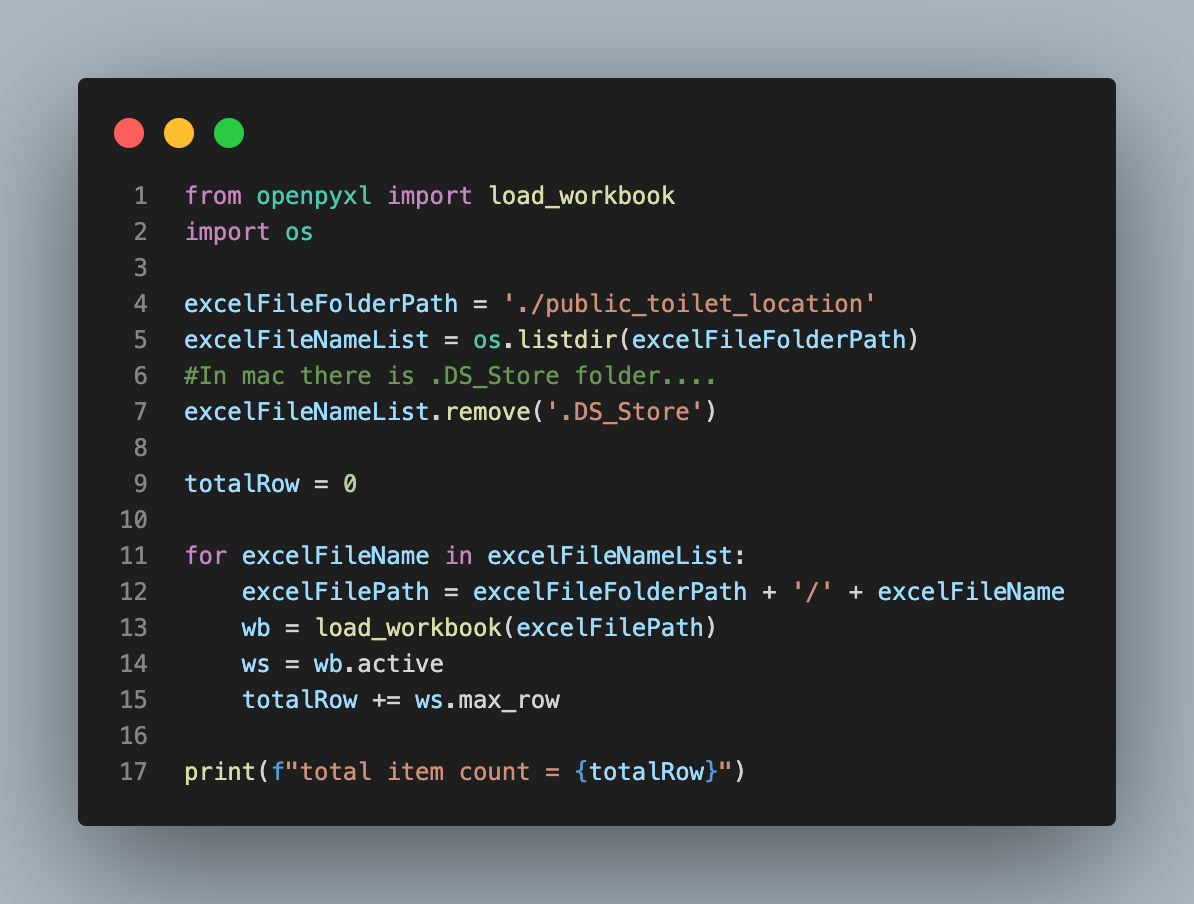 1 from openpyxl import load_workbook
2 import os
3
4 excelFileFolderPath = './public_toilet_location'
5 excelFileNameList = os.listdir(excelFileFolderPath)
6 #In mac there is .DS_Store folder....
7 excelFileNameList.remove('.DS_Store')
8
9 totalRow = 0
10
11 for excelFileName in excelFileNameList:
12     excelFilePath = excelFileFolderPath + '/' + excelFileName
13     wb = load_workbook(excelFilePath)
14     ws = wb.active
15     totalRow += ws.max_row
16
17 print(f"total item count = {totalRow}")